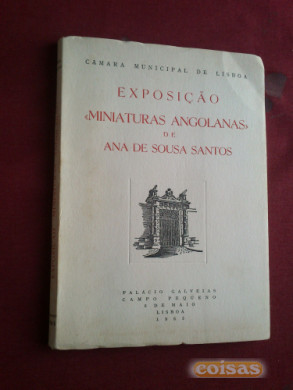 CAMARA MUNICIPAL DE LISBOA
EXPOSIÇÃO
«MINIATURAS ANGOLANAS»
DE
ANA DE SOUSA SANTOS
PALÁCIO GALVEIAS
CAMPO PEQUENO
DE MAIO
LISBOA
coisas